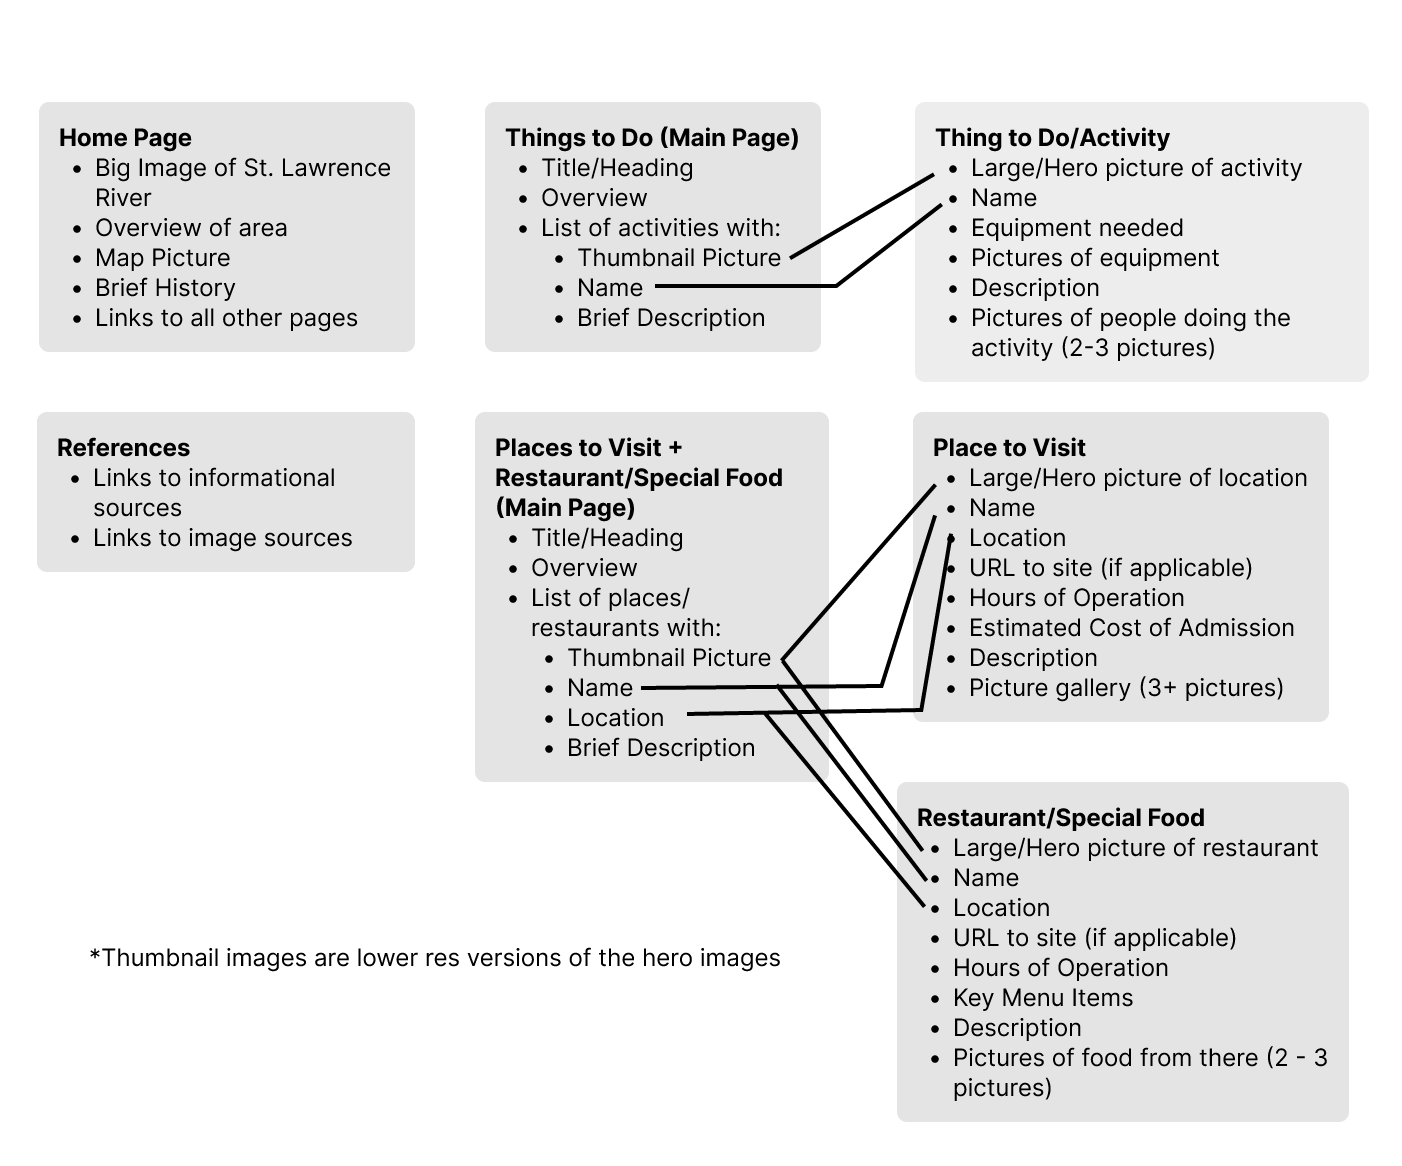 Home Page
• Big Image of St. Lawrence
River
• Overview of area
• Map Picture
• Brief History
• Links to all other pages
Things to Do (Main Page)
• Title/Heading
• Overview
• List of activities with:
• Thumbnail Picture
• Name
• Brief Description
Thing to Do/Activity
• Large/Hero picture of activity
• Name
• Equipment needed
• Pictures of equipment
• Description
• Pictures of people doing the
activity (2-3 pictures)
References
• Links to informational
sources
• Links to image sources
Places to Visit +
Restaurant/Special Food
(Main Page)
• Title/Heading
• Overview
• List of places/
restaurants with:
• Thumbnail Picture
• Name
• Location
• Brief Description
Place to Visit
• Large/Hero picture of location
• Name
• Location
• URL to site (if applicable)
• Hours of Operation
• Estimated Cost of Admission
• Description
• Picture gallery (3+ pictures)
Restaurant/Special Food
• Large/Hero picture of restaurant
• Name
• Location
• URL to site (if applicable)
• Hours of Operation
• Key Menu Items
• Description
• Pictures of food from there (2 - 3
pictures)
*Thumbnail images are lower res versions of the hero images